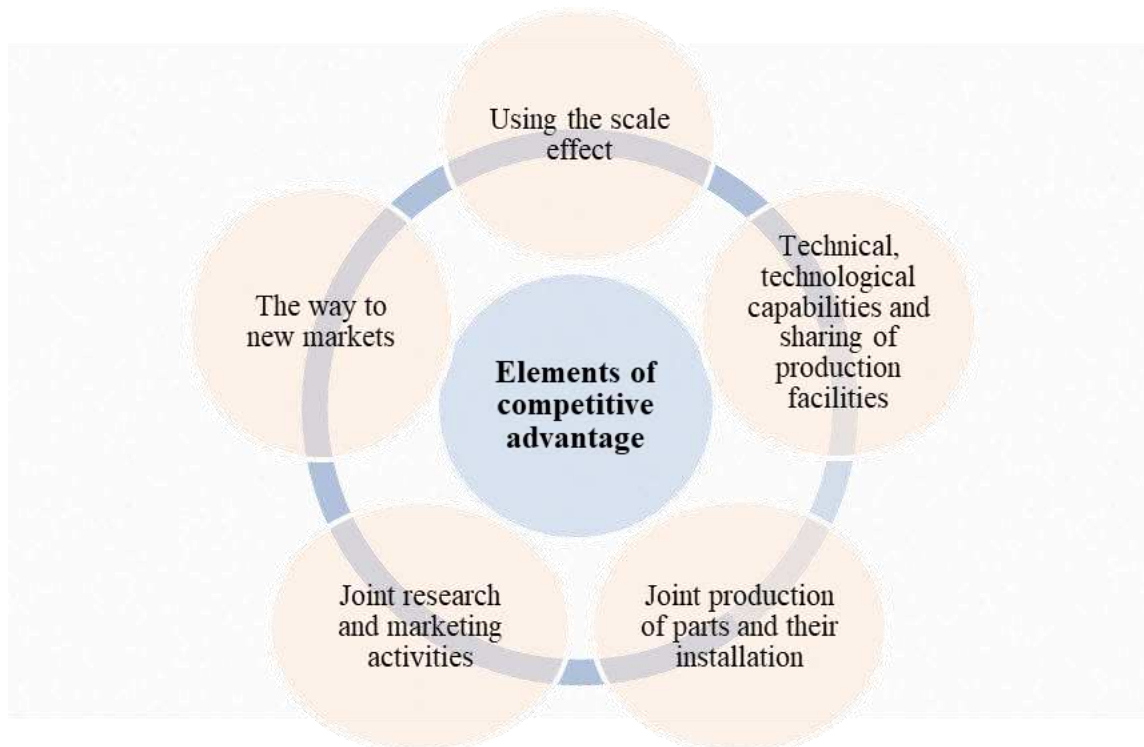 Using the scale
effect
Technical,
technological
capabilities and
sharing of
production
facilities
The way to
new markets
Elements of
competitive
advantage
Joint research
and marketing
activities
Joint production
of parts and their
installation